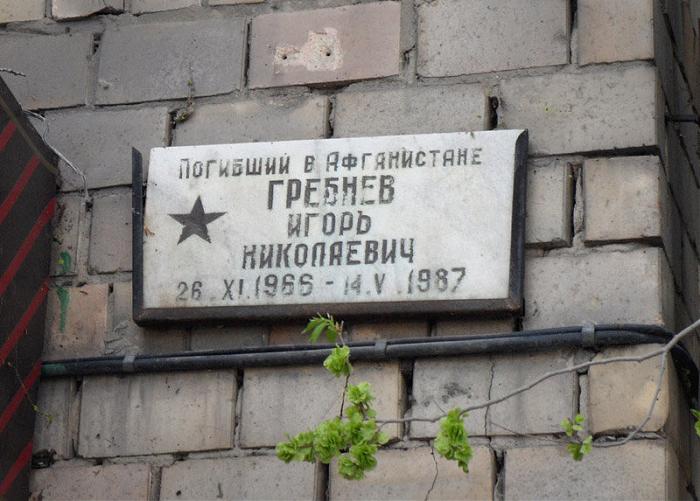 Погибший в Афганистане
ГРЕБНЕВ
ИГОРЬ
НИКОЛАЕВИЧ
26. XI.1966 - 14.V.1987